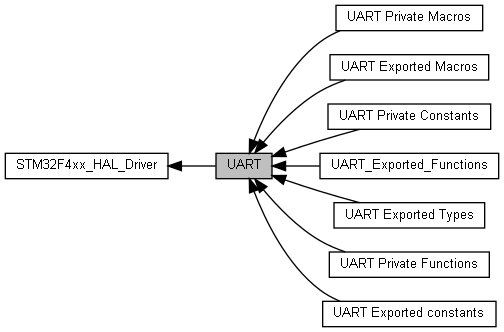 UART Private Macros
UART Exported Macros
UART Private Constants
STM32F4xx_HAL_Driver
UART
UART_Exported_Functions
UART Exported Types
UART Private Functions
UART Exported constants